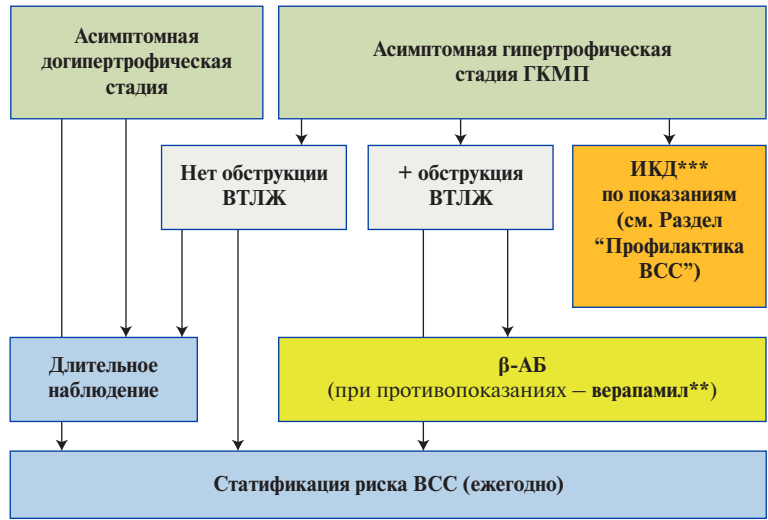 Асимптомная
догипертрофическая
стадия
Асимптомная гипертрофическая
стадия ГКМП
Нет обструкции
ВТЛЖ
+ обструкция
ВТЛЖ
ИКД***
по показаниям
(см. Раздел
“Профилактика
ВСС”)
Длительное
наблюдение
β-АБ
(при противопоказаниях – верапамил**)
Статификация риска ВСС (ежегодно)